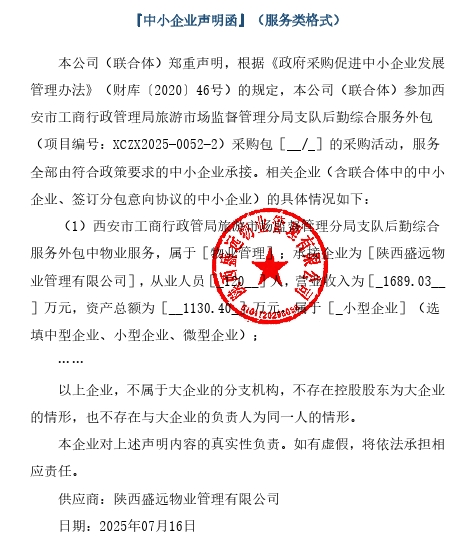 『中小企业声明函』（服务类格式）
本公司（联合体）郑重声明，根据《政府采购促进中小企业发展
管理办法》（财库〔2020〕46号）的规定，本公司（联合体）参加西
安市工商行政管理局旅游市场监督管理分局支队后勤综合服务外包
（项目编号：XCZX2025-0052-2）采购包［__/_］的采购活动，服务
全部由符合政策要求的中小企业承接。相关企业（含联合体中的中小
企业、签订分包意向协议的中小企业）的具体情况如下：
（1）西安市工商行政管局旅游市场监督管理分局支队后勤综合
服务外包中物业服务，属于［物业管理］；承接企业为［陕西盛远物
业管理有限公司］，从业人员［120__］人，营业收入为［_1689.03__
］万元，资产总额为［__1130.40_］万元，属于［_小型企业］（选
填中型企业、小型企业、微型企业）；
……
以上企业，不属于大企业的分支机构，不存在控股股东为大企业
的情形，也不存在与大企业的负责人为同一人的情形。
本企业对上述声明内容的真实性负责。如有虚假，将依法承担相
应责任。
供应商：陕西盛远物业管理有限公司
日期：2025年07月16日
陕西盛远物业管理有限公司